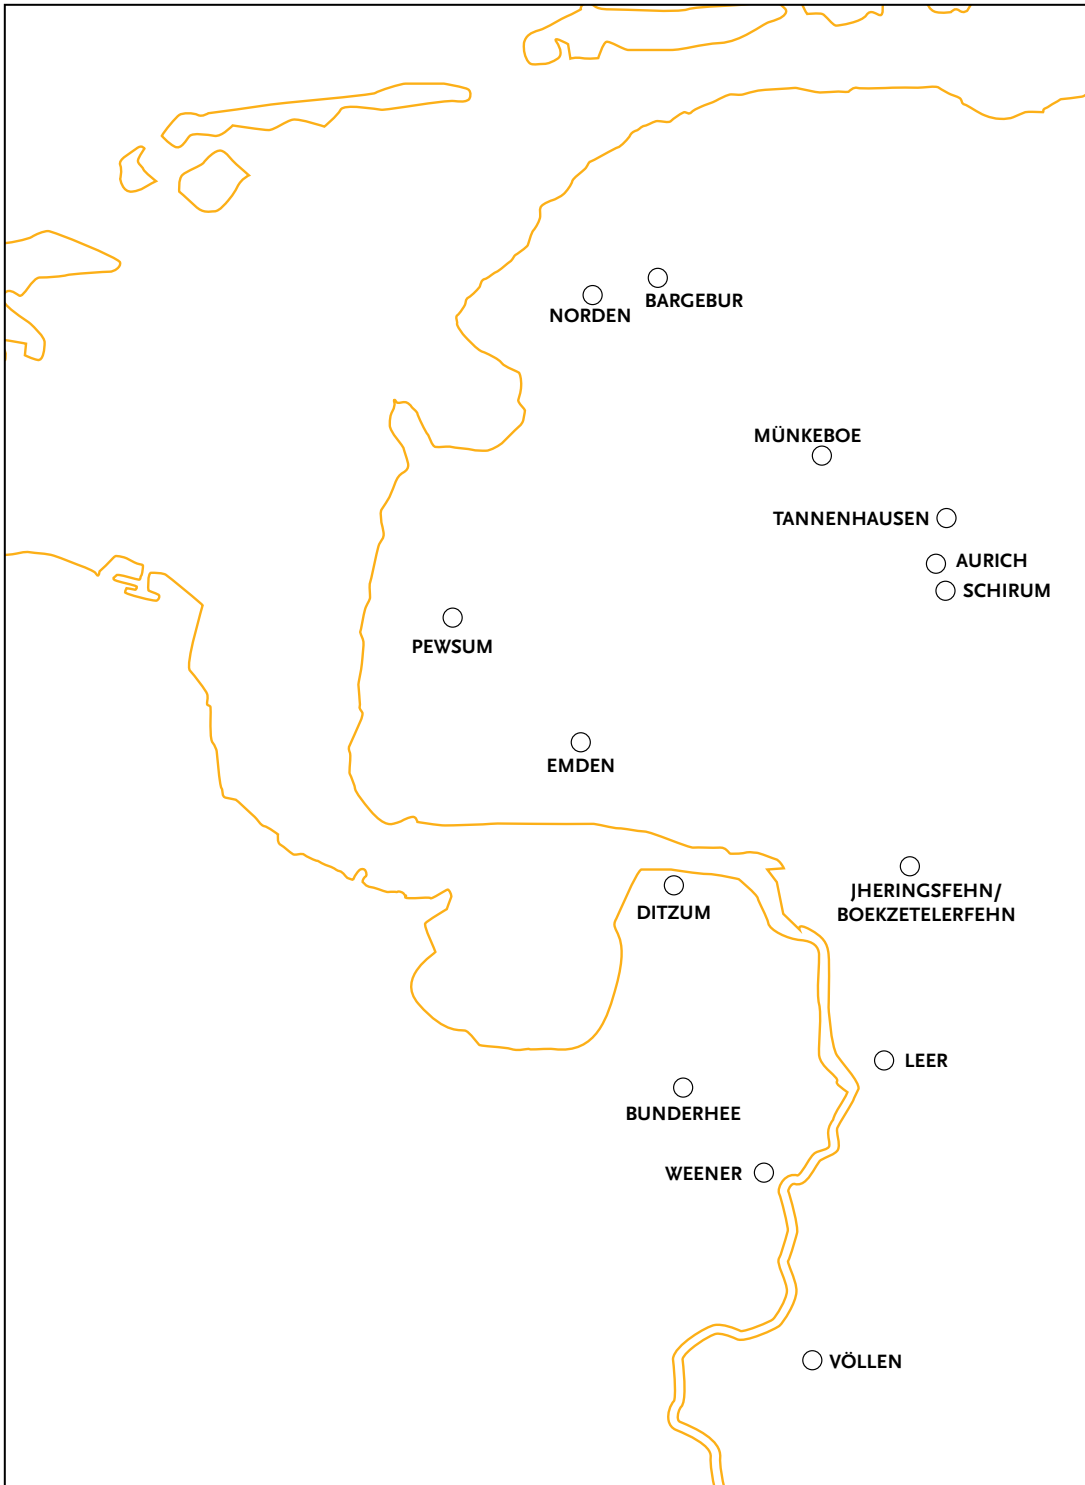 BARGEBUR
NORDEN
MÜNKEBOE
TANNENHAUSEN
AURICH
SCHIRUM
PEWSUM
EMDEN
JHERINGSFEHN/
BOEKZETELERFEHN
DITZUM
LEER
BUNDERHEE
WEENER
VÖLLEN